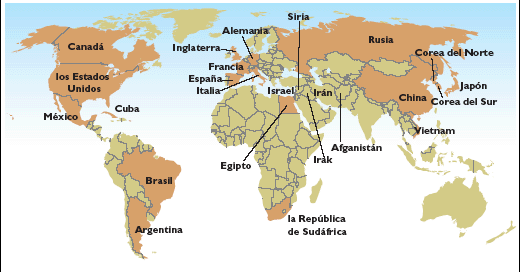 Siria
Alemania
Canadá
Inglaterra
Rusia
Corea del Norte
Francia
los Estados
Unidos
España
Italia
Israel
Irán
Japón
China
Corea del Sur
México
Cuba
Vietnam
Afganistán
Egipto
Irak
Brasil
Argentina
la República
de Sudáfrica